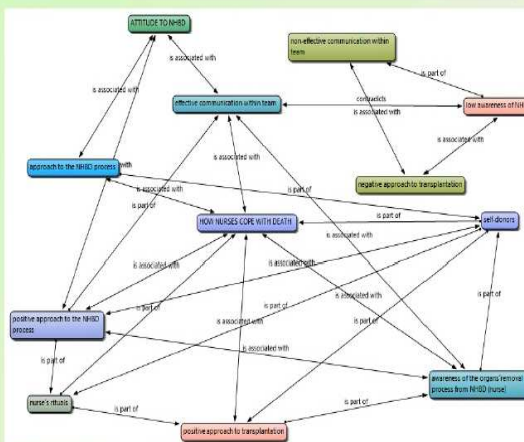 ATTITUDE TO NHBD
non-effective communication within
team
is associated with
is part of
is associated with
effective communication within team
contradicts
low awareness of NH
is associated with
is associated with
is associated with
approach to the NHBD process
with
is associated with
negative approach to transplantation
is part of
is part of
HOW NURSES COPE WITH DEATH
is part of
self-donors
is associated with
is associated with
is associated with
is part of
positive approach to the NHBD
process
is part of
is associated with
is part of
is part of
is associated with
is part of
is associated with
awareness of the organs'removal
process from NHBD (nurse)
nurse's rituals
is part of
is part of
positive approach to transplantation